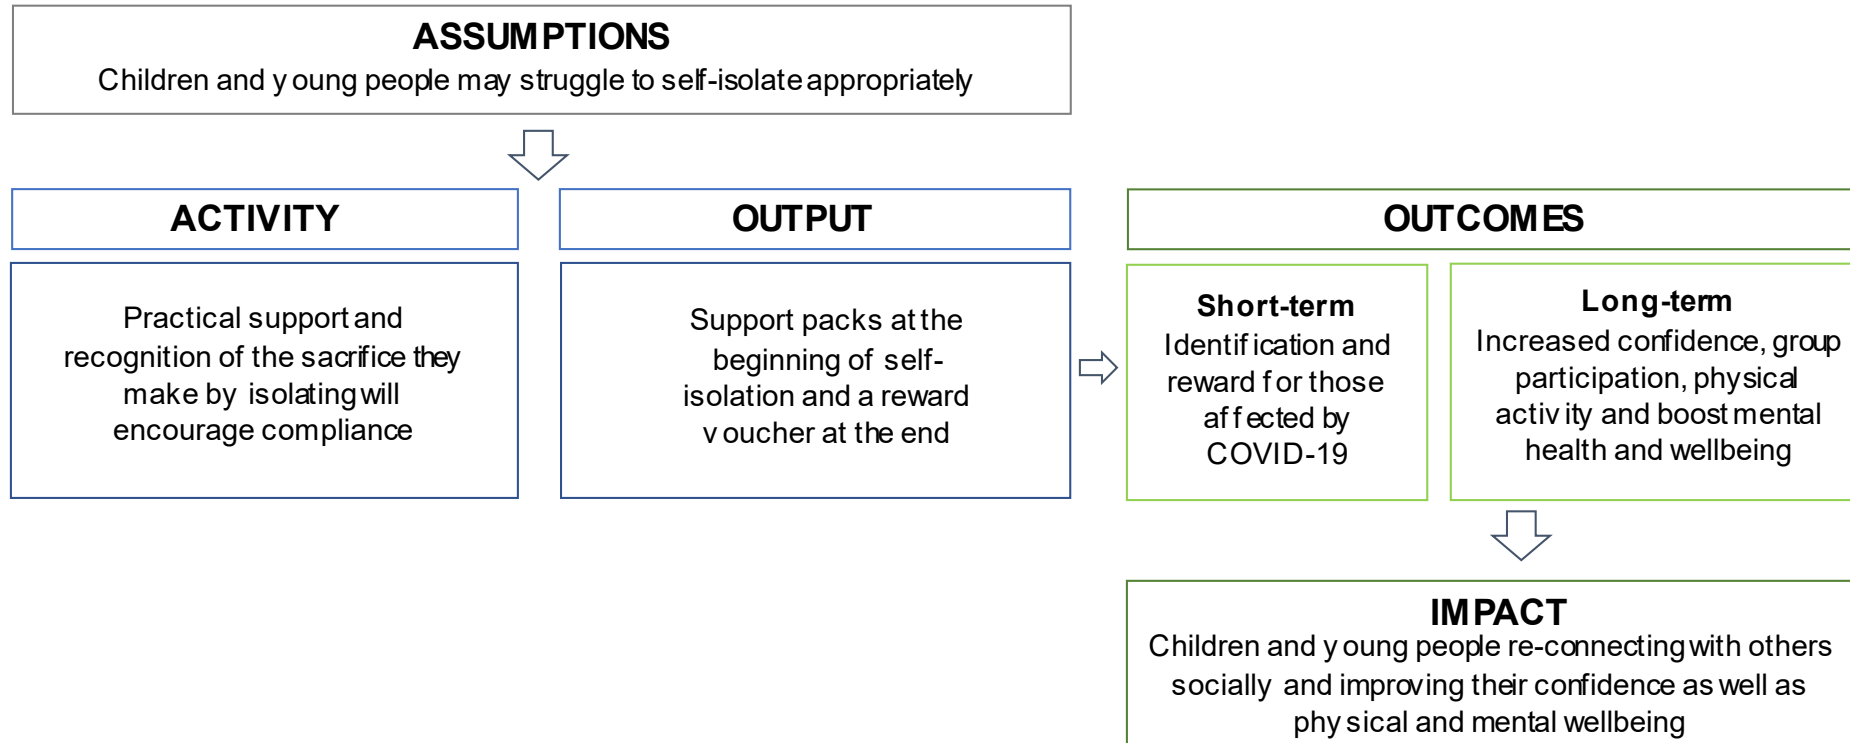 ASSUMPTIONS
Children and young people may struggle to self-isolate appropriately
ACTIVITY
Practical support and
recognition of the sacrifice they
make by isolating will
encourage compliance
OUTPUT
Support packs at the
beginning of self-
isolation and a reward
voucher at the end
OUTCOMES
Short-term
Identification and
reward for those
affected by
COVID-19
Long-term
Increased confidence, group
participation, physical
activity and boost mental
health and wellbeing
IMPACT
Children and young people re-connecting with others
socially and improving their confidence as well as
physical and mental wellbeing